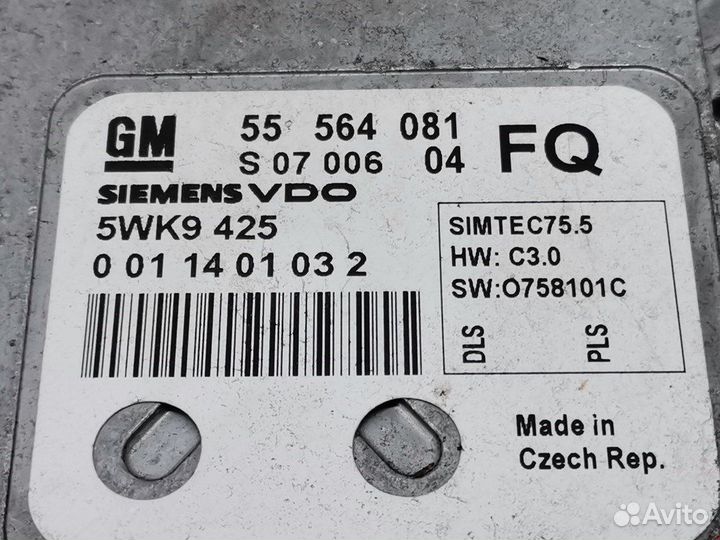 GM 55 564 081 FQ
S 07 006 04
SIEMENS VDO
5WK9 425
0 01 14 01 03 2
SIMTEC75.5
HW: C3.0
SW:O758101C
DLS
PLS
Made in
Czech Rep.
Avito